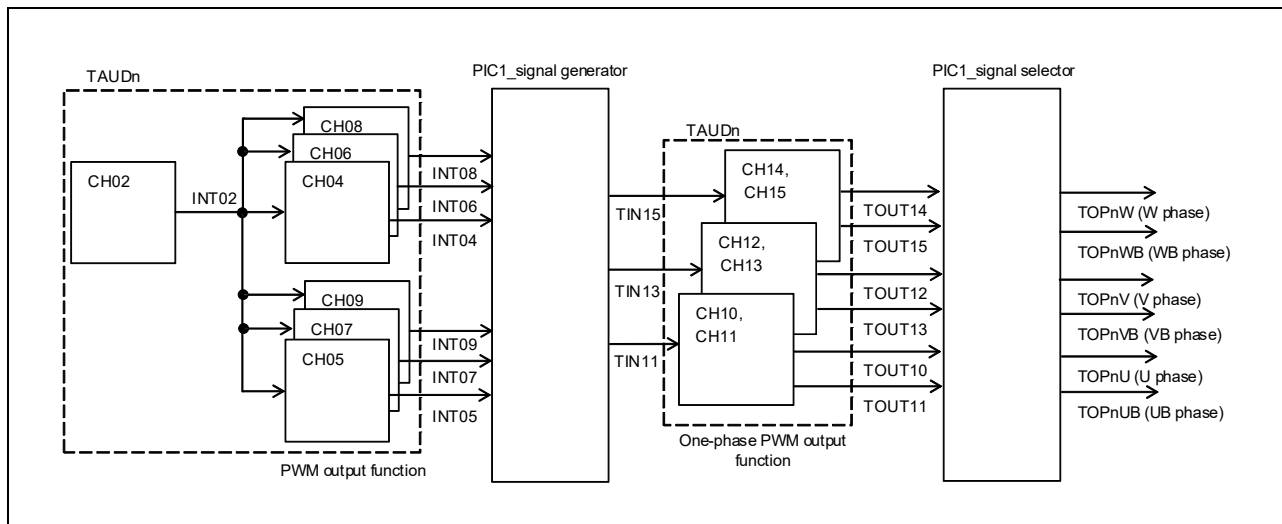 TAUDn
PIC1_signal generator
PIC1_signal selector
TAUDn
CH08
CH06
CH04
CH02
INT02
INT08
INT06
INT04
CH09
CH07
CH05
INT09
INT07
INT05
PWM output function
TIN15
TIN13
TIN11
CH14,
CH15
CH12,
CH13
CH10,
CH11
One-phase PWM output
function
TOUT14
TOUT15
TOUT12
TOUT13
TOUT10
TOUT11
TOPnW (W phase)
TOPnWB (WB phase)
TOPnV (V phase)
TOPnVB (VB phase)
TOPnU (U phase)
TOPnUB (UB phase)